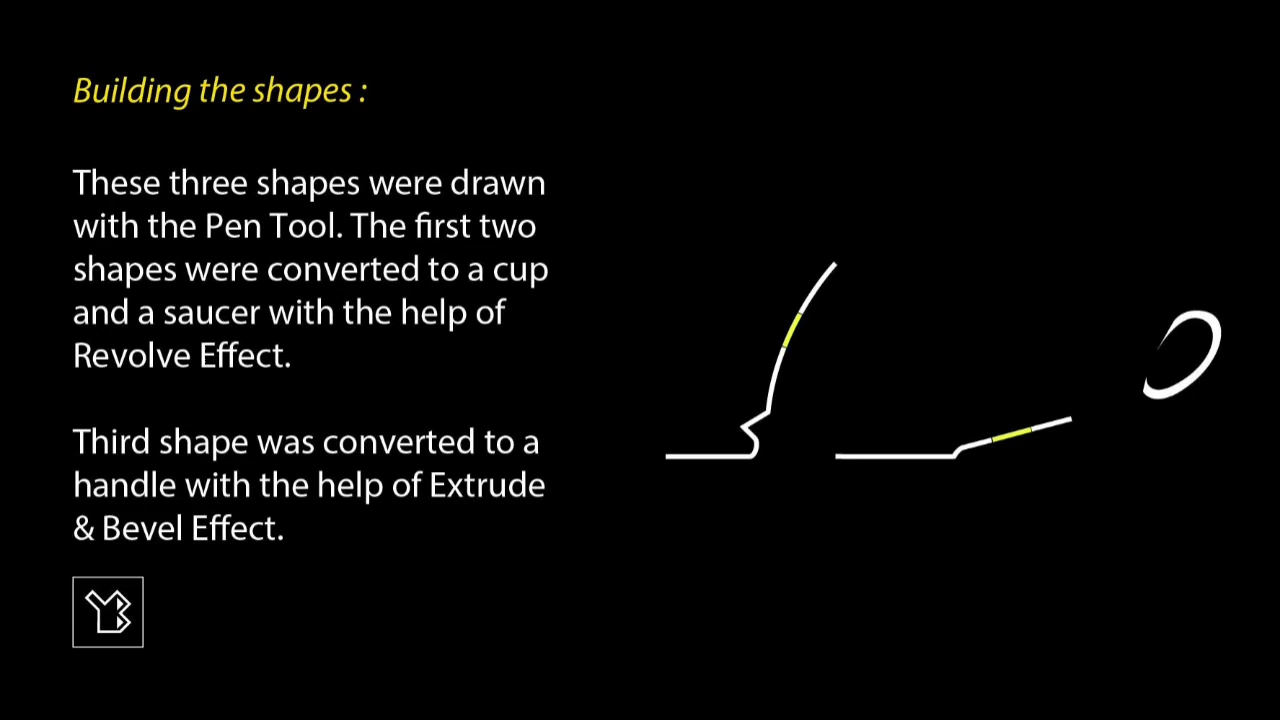 Building the shapes :
These three shapes were drawn
with the Pen Tool. The first two
shapes were converted to a cup
and a saucer with the help of
Revolve Effect.
Third shape was converted to a
handle with the help of Extrude
& Bevel Effect.
YB